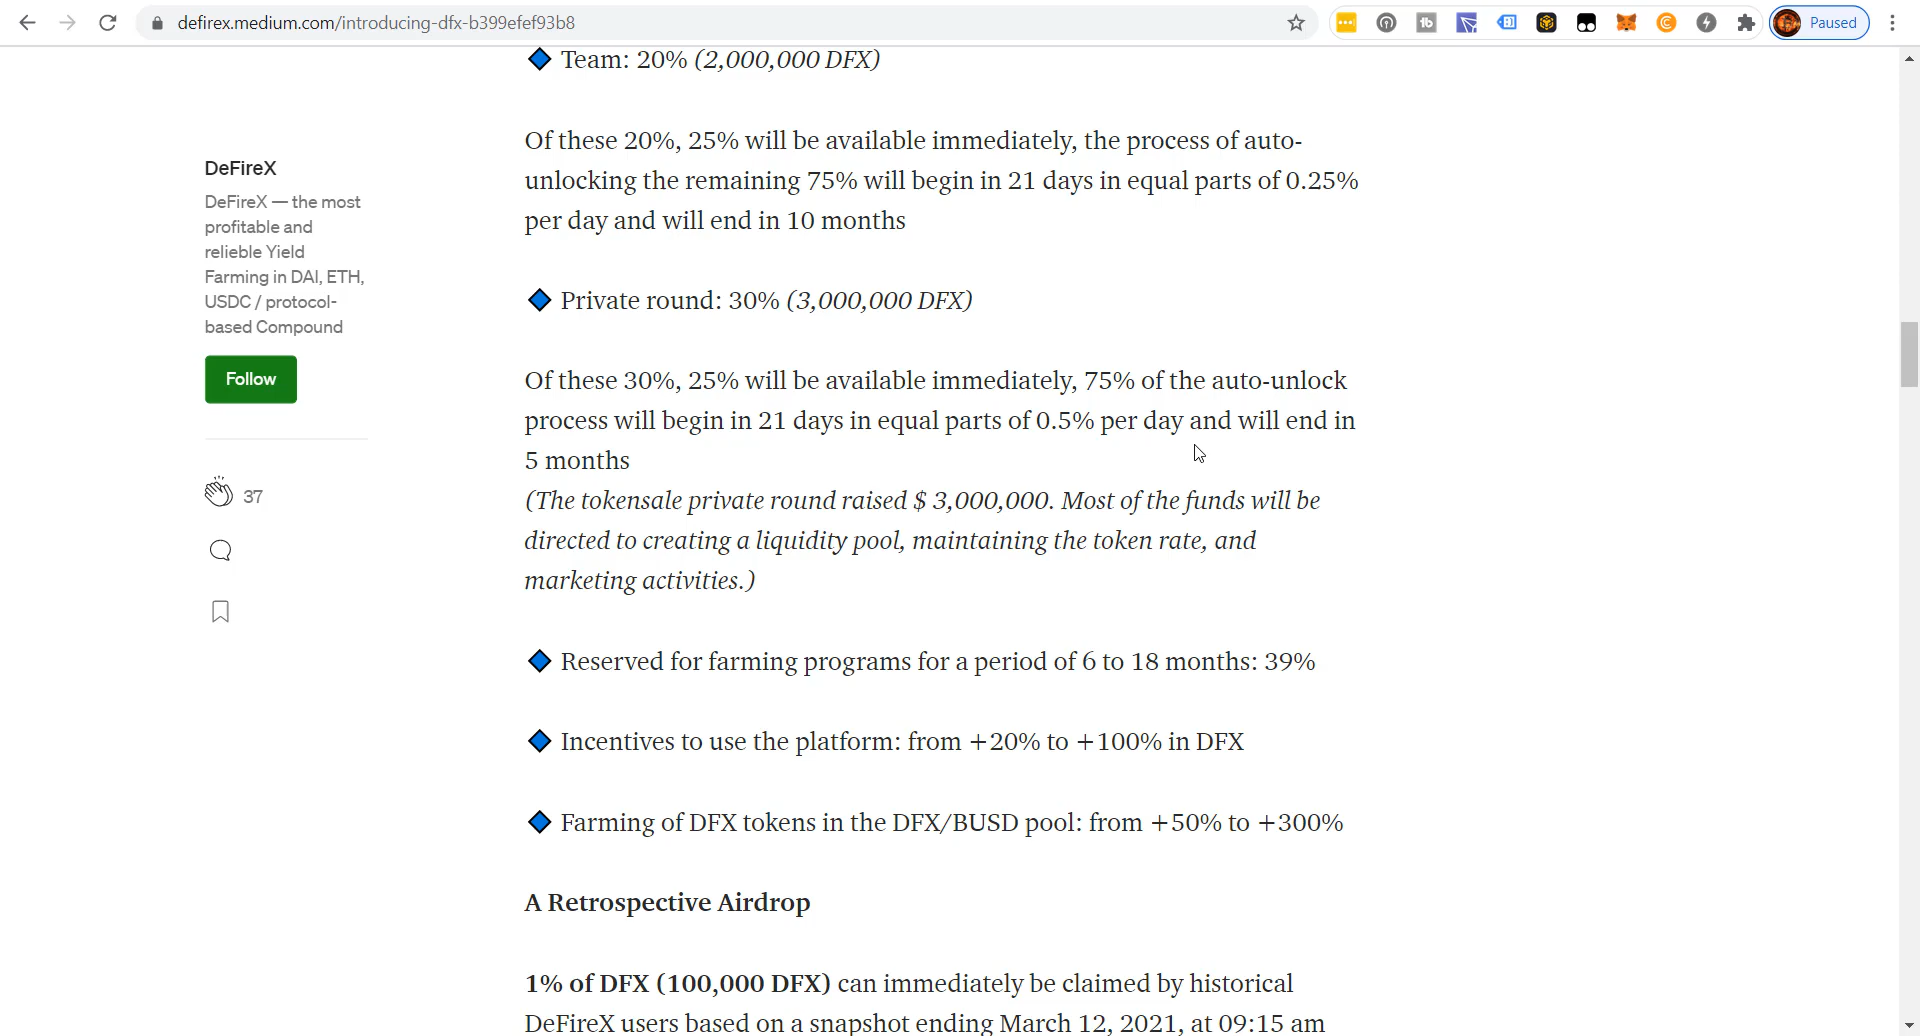 defirex.medium.com/introducing-dfx-b399efef93b8
Paused
Team: 20% (2,000,000 DFX)
Of these 20%, 25% will be available immediately, the process of auto-
unlocking the remaining 75% will begin in 21 days in equal parts of 0.25%
per day and will end in 10 months
DeFireX
DeFireX — the most
profitable and
relieble Yield
Farming in DAI, ETH,
USDC / protocol-
based Compound
Follow
37
Private round: 30% (3,000,000 DFX)
Of these 30%, 25% will be available immediately, 75% of the auto-unlock
process will begin in 21 days in equal parts of 0.5% per day and will end in
5 months
(The tokensale private round raised $ 3,000,000. Most of the funds will be
directed to creating a liquidity pool, maintaining the token rate, and
marketing activities.)
Reserved for farming programs for a period of 6 to 18 months: 39%
Incentives to use the platform: from +20% to +100% in DFX
Farming of DFX tokens in the DFX/BUSD pool: from +50% to +300%
A Retrospective Airdrop
1% of DFX (100,000 DFX) can immediately be claimed by historical
DeFireX users based on a snapshot ending March 12, 2021, at 09:15 am